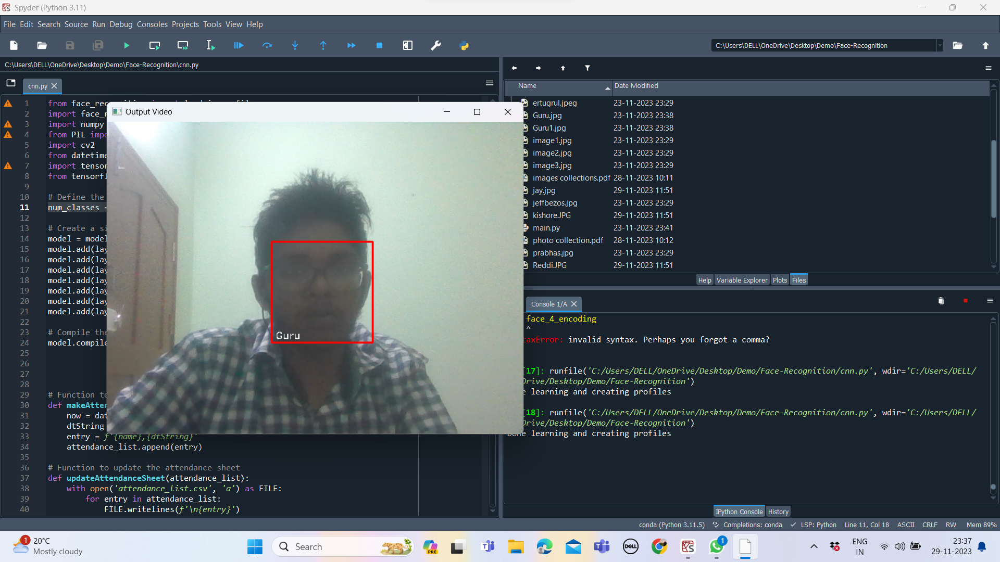 Spyder (Python 3.11)
File Edit Search Source Run Debug Consoles Projects Tools View Help
C:\Users\DELL\OneDrive\Desktop\Demo\Face-Recognition
C:\Users\DELL\OneDrive\Desktop\Demo\Face-Recognition\cnn.py
cnn.py
1 from face_rec
2 import face_r
3 import numpy
4 from PIL impo
5 import cv2
6 from datetime
7 import tensor
8 from tensorfl
9
10 # Define the
11 num_classes =
12
13 # Create a si
14 model = model
15 model.add(lay
16 model.add(lay
17 model.add(lay
18 model.add(lay
19 model.add(lay
20 model.add(lay
21 model.add(lay
22
23 # Compile the
24 model.compile
25
26
27
28
29 # Function to
30 def makeAtter
31 now = dat
32 dtString
33 entry = f'{name},{dtString}'
34 attendance_list.append(entry)
35
36 # Function to update the attendance sheet
37 def updateAttendanceSheet(attendance_list):
38 with open('attendance_list.csv', 'a') as FILE:
39 for entry in attendance_list:
40 FILE.writelines(f'\n{entry}')
Output Video
Guru
Name Date Modified
ertugrul.jpeg 23-11-2023 23:29
Guru.jpg 23-11-2023 23:38
Guru1.jpg 23-11-2023 23:38
image1.jpg 23-11-2023 23:29
image2.jpg 23-11-2023 23:29
image3.jpg 23-11-2023 23:29
images collections.pdf 28-11-2023 10:11
jay.jpg 29-11-2023 11:51
jeffbezos.jpg 23-11-2023 23:29
kishore.JPG 29-11-2023 11:51
main.py 23-11-2023 23:41
photo collection.pdf 28-11-2023 10:12
prabhas.jpg 23-11-2023 23:29
Reddi.JPG 29-11-2023 11:51
Help Variable Explorer Plots Files
Console 1/A
face_4_encoding
^
taxError: invalid syntax. Perhaps you forgot a comma?
[17]: runfile('C:/Users/DELL/OneDrive/Desktop/Demo/Face-Recognition/cnn.py', wdir='C:/Users/DELL/
Drive/Desktop/Demo/Face-Recognition')
e learning and creating profiles
[18]: runfile('C:/Users/DELL/OneDrive/Desktop/Demo/Face-Recognition/cnn.py', wdir='C:/Users/DELL/
Drive/Desktop/Demo/Face-Recognition')
Done learning and creating profiles
IPython Console History
conda (Python 3.11.5) Completions: conda LSP: Python Line 11, Col 18 ASCII CRLF RW Mem 89%
1 20°C
Mostly cloudy
Search
PRE
DELL
1
ENG
IN
23:37
29-11-2023